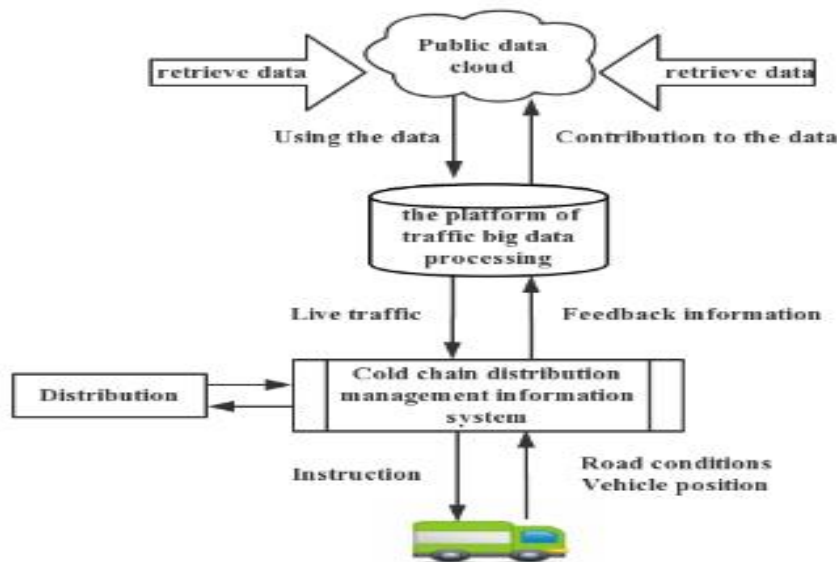 Public data
cloud
retrieve data
retrieve data
Using the data
Contribution to the data
the platform of
traffic big data
processing
Live traffic
Feedback information
Distribution
Cold chain distribution
management information
system
Instruction
Road conditions
Vehicle position